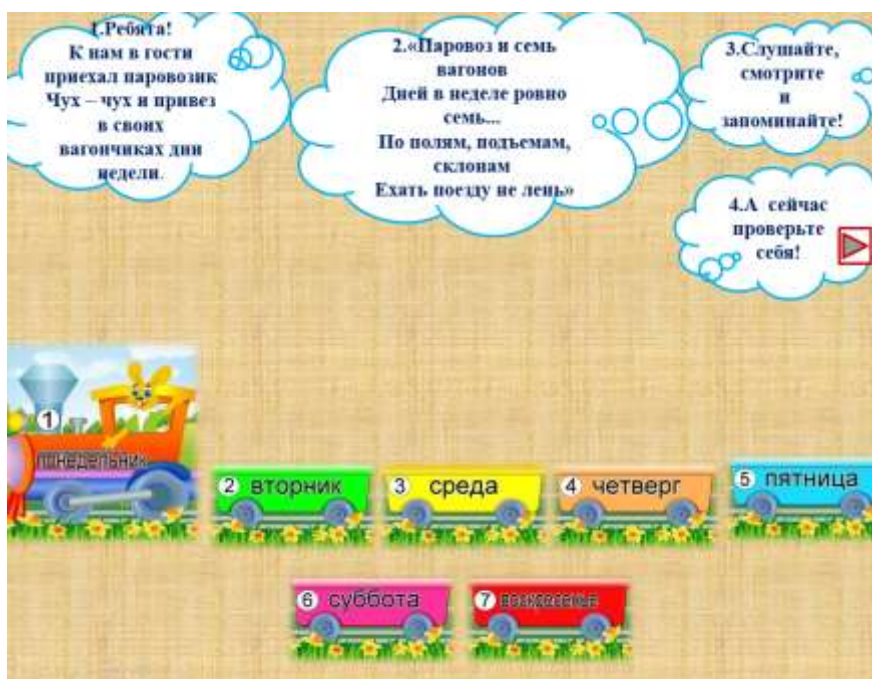 1.Ребята!
К нам в гости
приехал паровозик
Чух – чух и привез
в своих
вагончиках дни
недели.
2.«Паровоз и семь
вагонов
Дней в неделе ровно
семь...
По полям, подъемам,
склонам
Ехать поезду не лень»
3.Слушайте,
смотрите
и
запоминайте!
4.А сейчас
проверьте
себя!
1
понедельник
2 вторник
3 среда
4 четверг
5 пятница
6 суббота
7 воскресенье